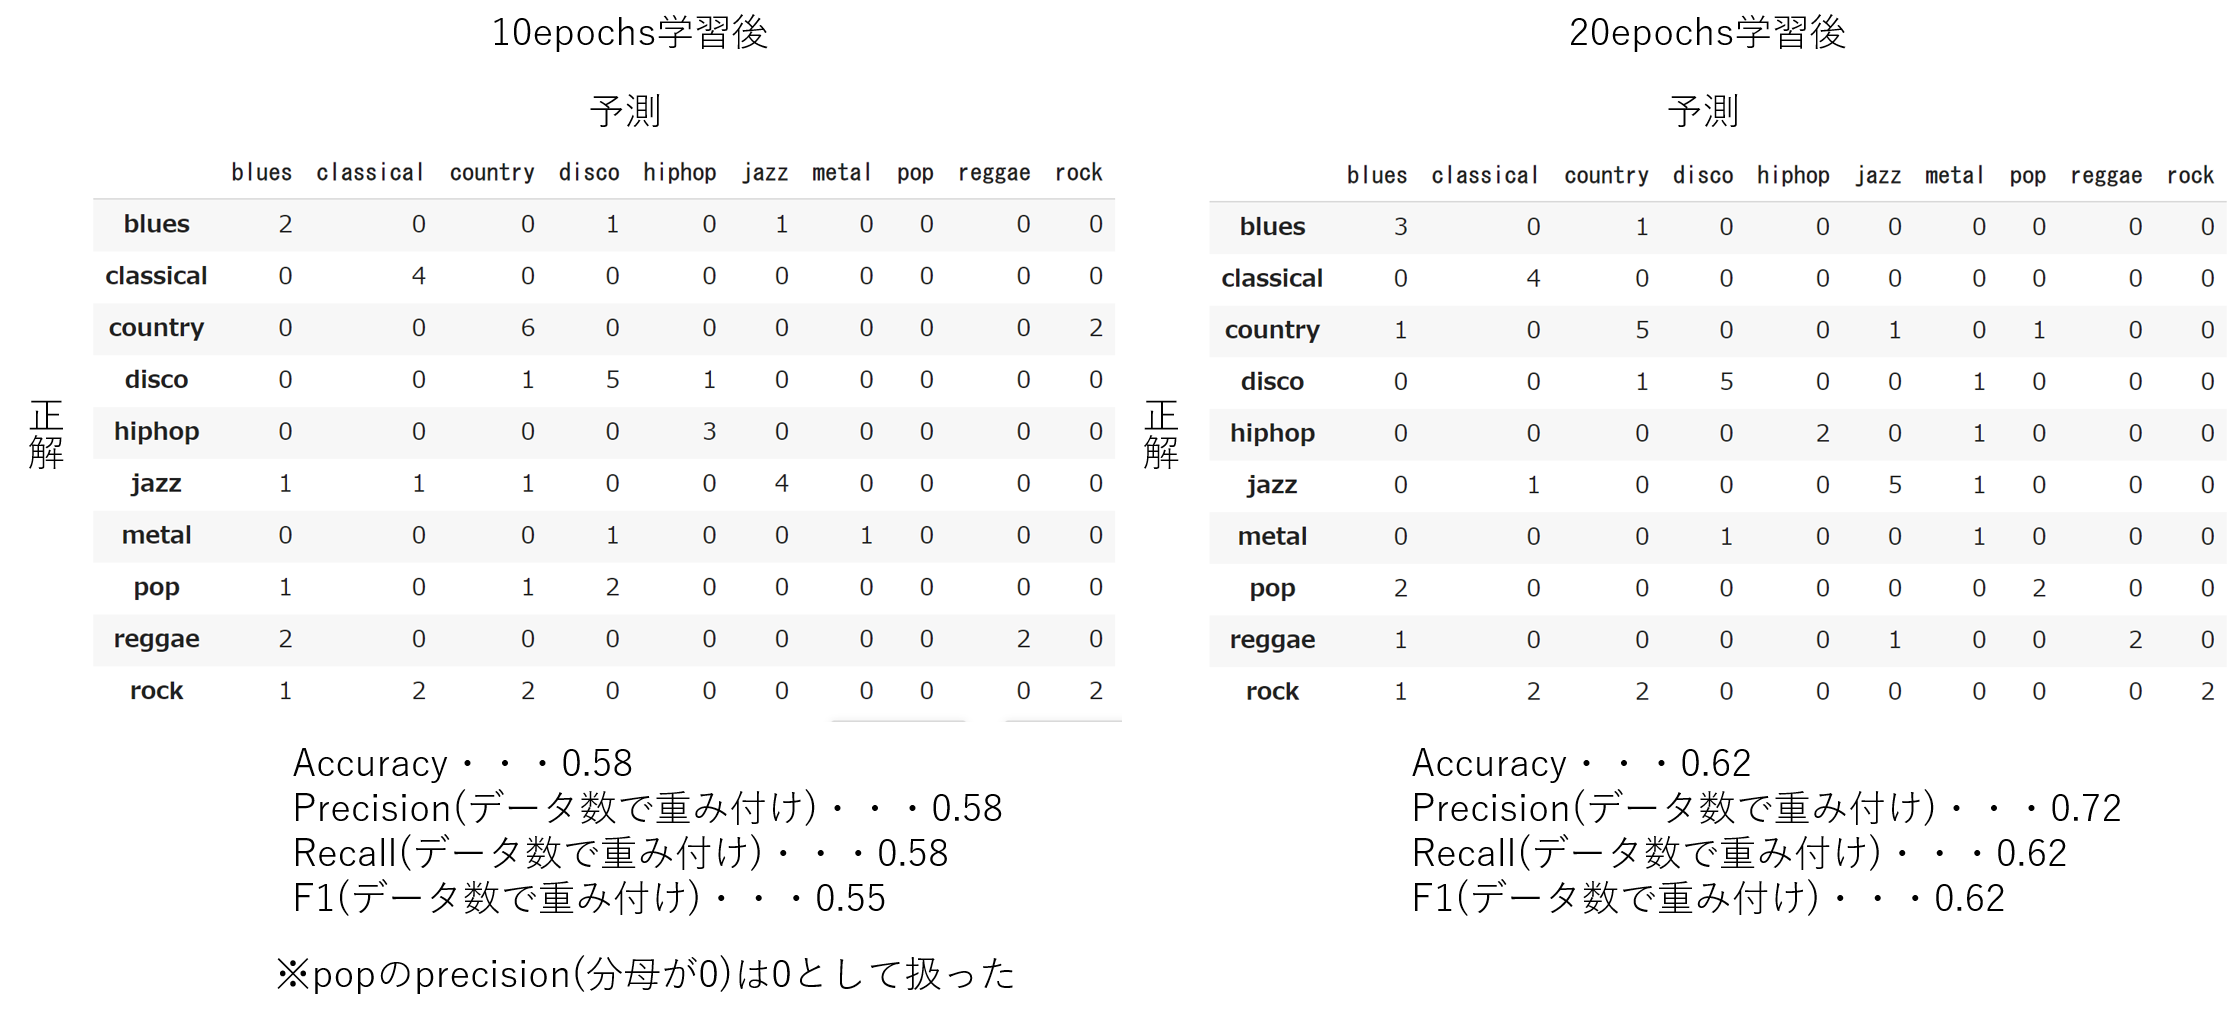 10epochs学習後
予測
blues classical country disco hiphop jazz metal pop reggae rock
blues 2 0 0 1 0 1 0 0 0 0
classical 0 4 0 0 0 0 0 0 0 0
country 0 0 6 0 0 0 0 0 0 2
disco 0 0 1 5 1 0 0 0 0 0
hiphop 0 0 0 0 3 0 0 0 0 0
jazz 1 1 1 0 0 4 0 0 0 0
metal 0 0 0 1 0 0 1 0 0 0
pop 1 0 1 2 0 0 0 0 0 0
reggae 2 0 0 0 0 0 0 0 2 0
rock 1 2 2 0 0 0 0 0 0 2
正解
Accuracy・・・0.58
Precision(データ数で重み付け)・・・0.58
Recall(データ数で重み付け)・・・0.58
F1(データ数で重み付け)・・・0.55
※popのprecision(分母が0)は0として扱った
20epochs学習後
予測
blues classical country disco hiphop jazz metal pop reggae rock
blues 3 0 1 0 0 0 0 0 0 0
classical 0 4 0 0 0 0 0 0 0 0
country 1 0 5 0 0 1 0 1 0 0
disco 0 0 1 5 0 0 1 0 0 0
hiphop 0 0 0 0 2 0 1 0 0 0
jazz 0 1 0 0 0 5 1 0 0 0
metal 0 0 0 1 0 0 1 0 0 0
pop 2 0 0 0 0 0 0 2 0 0
reggae 1 0 0 0 0 1 0 0 2 0
rock 1 2 2 0 0 0 0 0 0 2
正解
Accuracy・・・0.62
Precision(データ数で重み付け)・・・0.72
Recall(データ数で重み付け)・・・0.62
F1(データ数で重み付け)・・・0.62